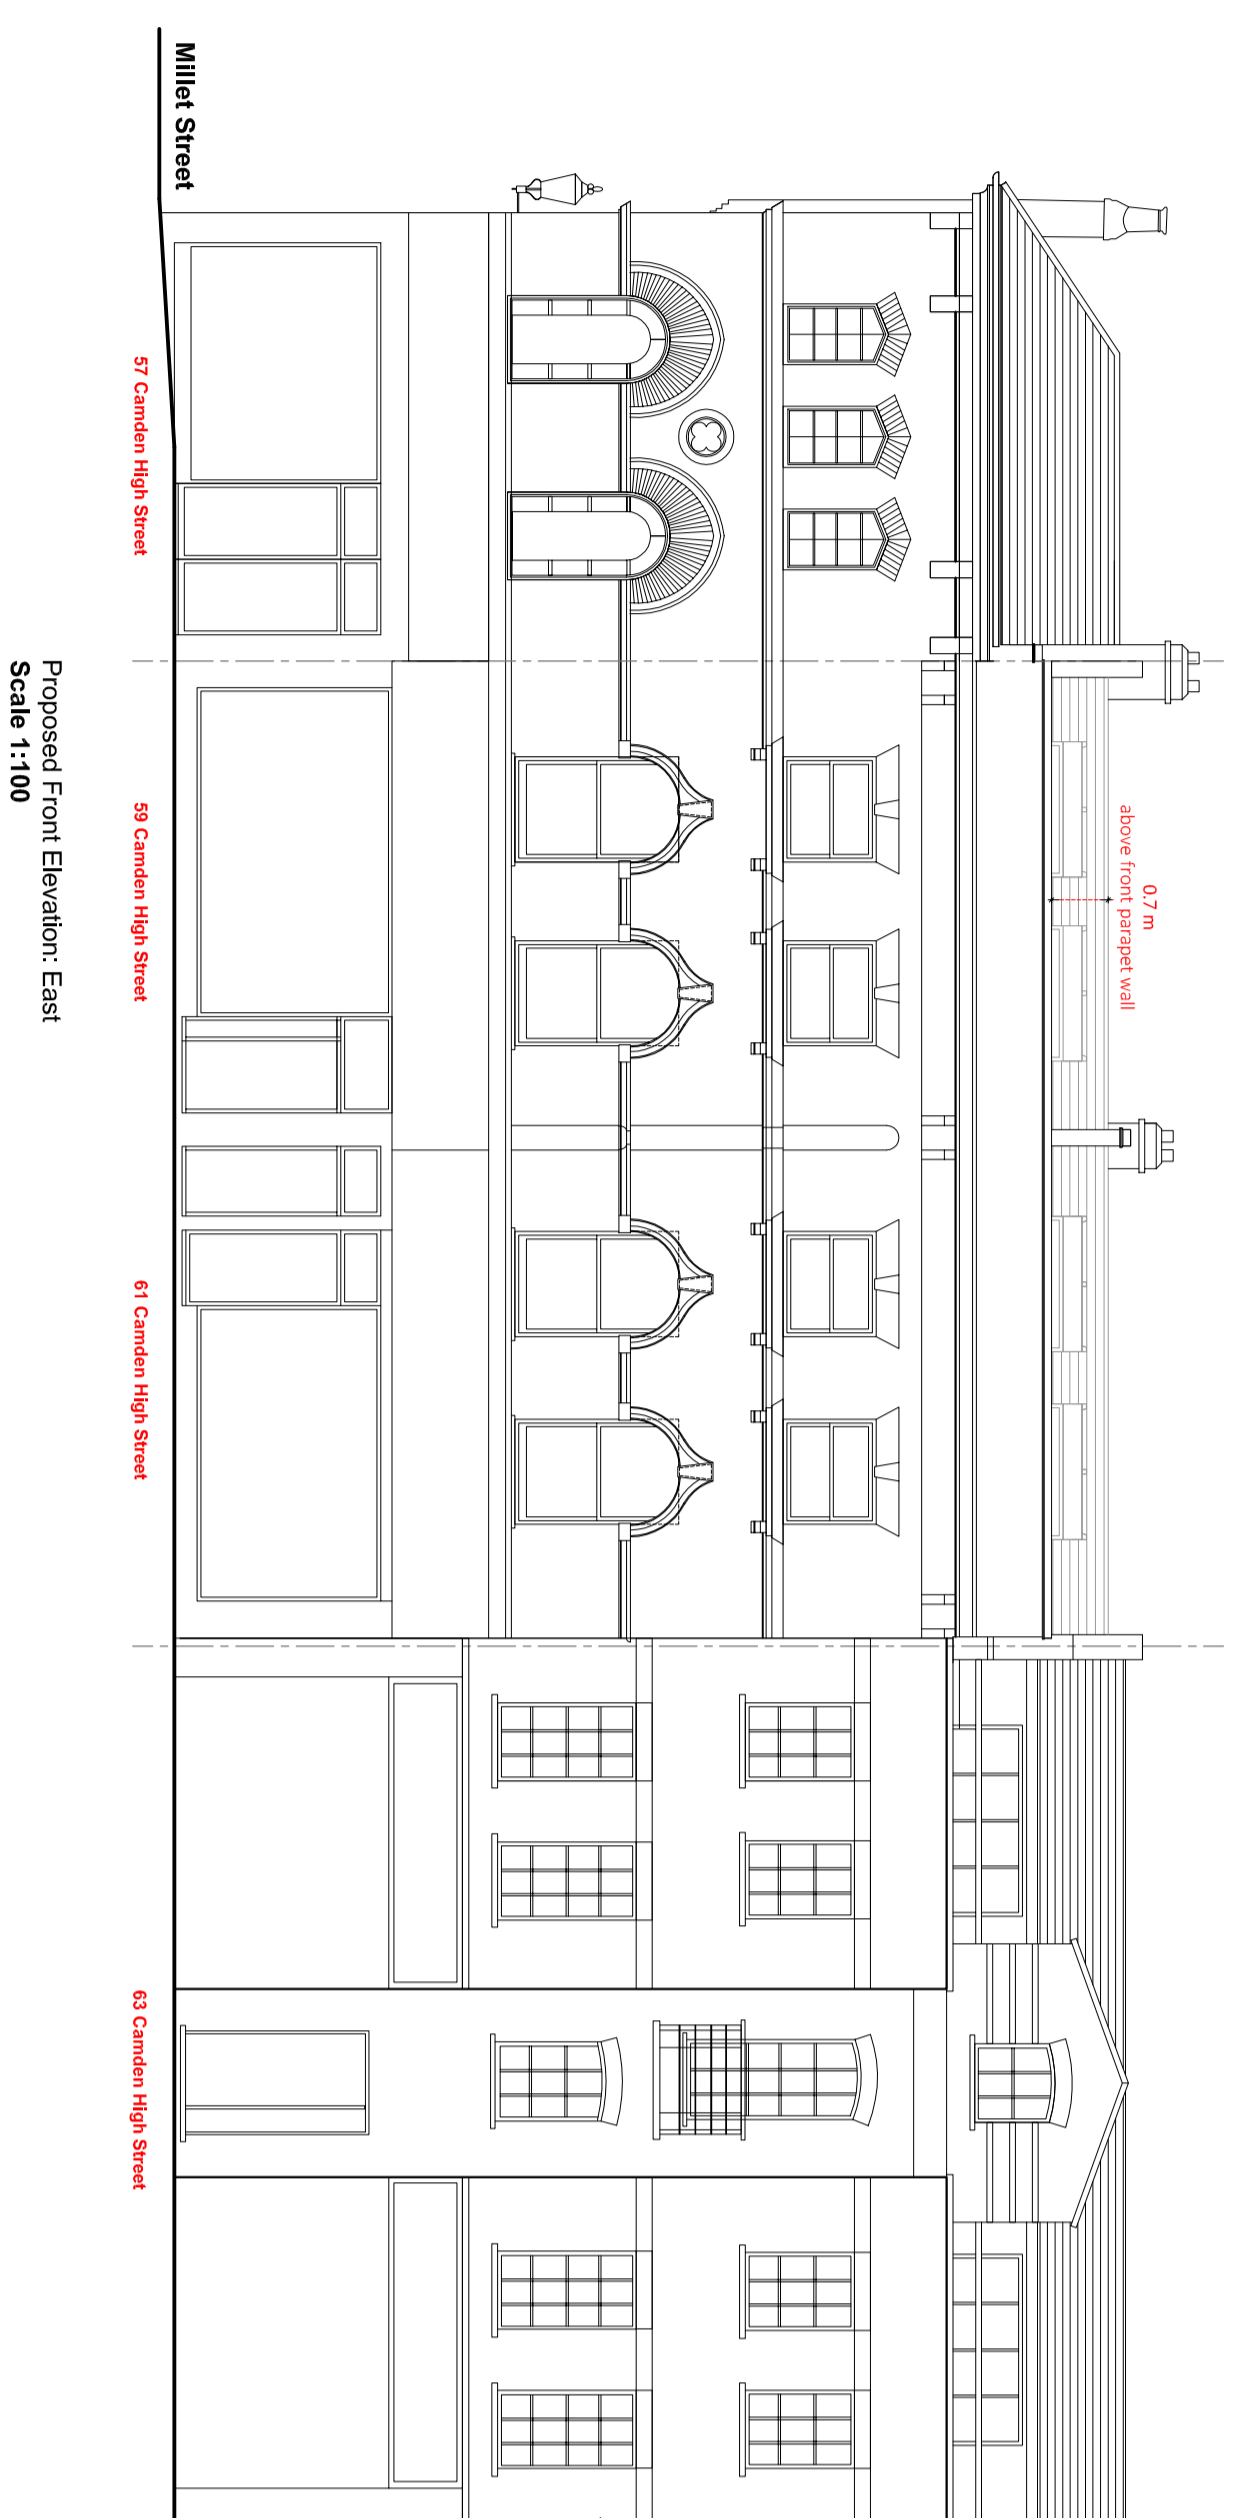 Millet Street
0.7 m
above front parapet wall
57 Camden High Street
59 Camden High Street
61 Camden High Street
63 Camden High Street
Proposed Front Elevation: East
Scale 1:100